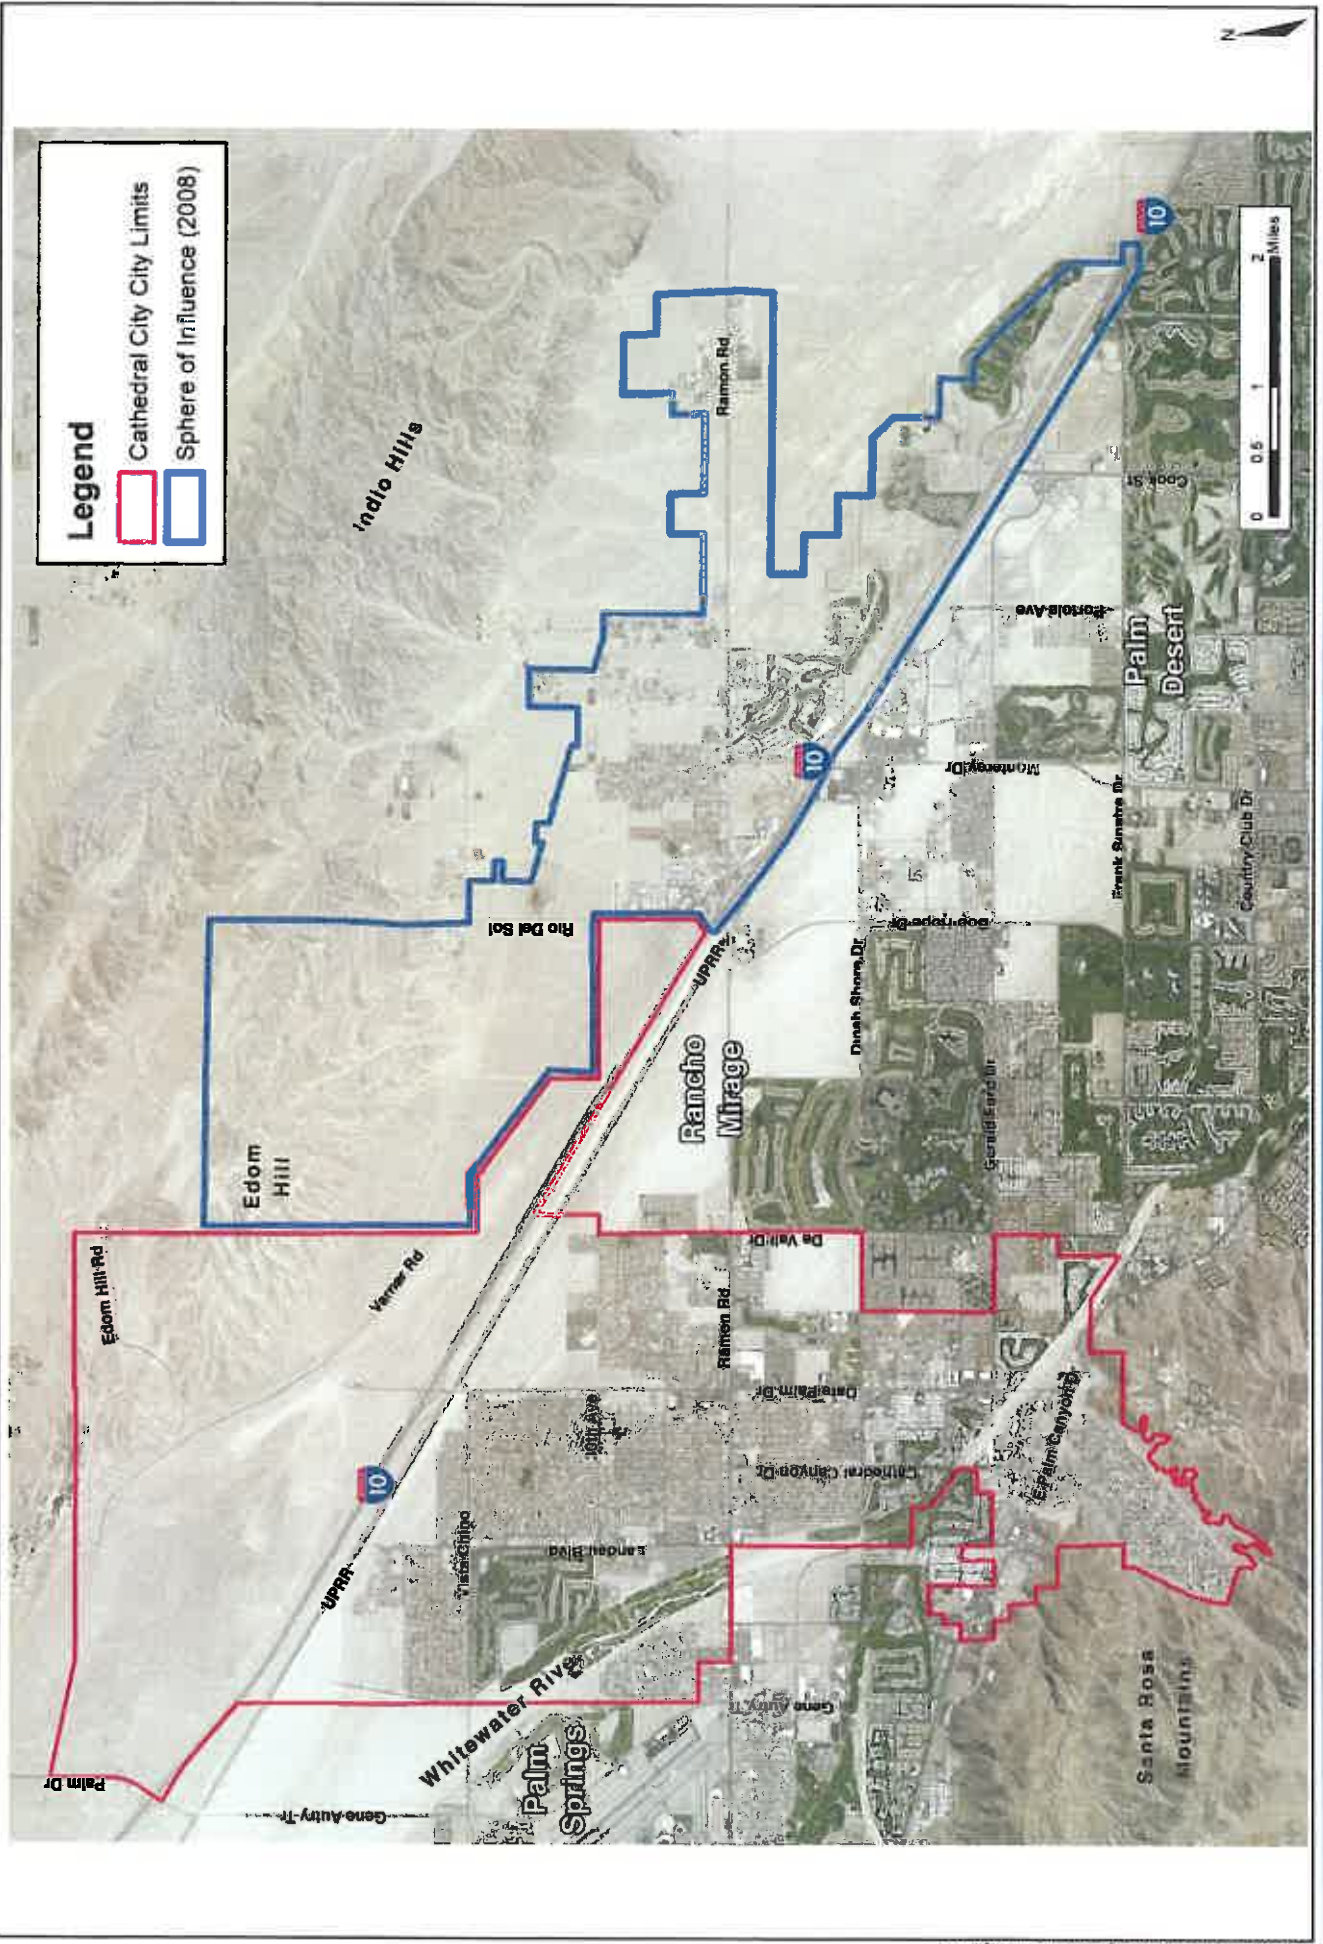 N
Legend
Cathedral City City Limits
Sphere of Influence (2008)
Indio Hills
Edom
Hill
Edom Hill Rd
Varner Rd
Palm Dr
Gene Autry Tr
UPRR
10
Vista Chino
30th Ave
Landau Blvd
Whitewater River
Palm
Springs
Gene Autry Tr
Cathedral Canyon Dr
Date Palm Dr
Ramon Rd
Da Vall Dr
E Palm Canyon Dr
Santa Rosa
Mountains
Rio Del Sol
UPRR
Rancho
Mirage
Dinah Shore Dr
Gerald Ford Dr
Bob Hope Dr
10
Monterey Dr
Frank Sinatra Dr
Country Club Dr
Portola Ave
Palm
Desert
Cook St
Ramon Rd
10
0 0.5 1 2
Miles